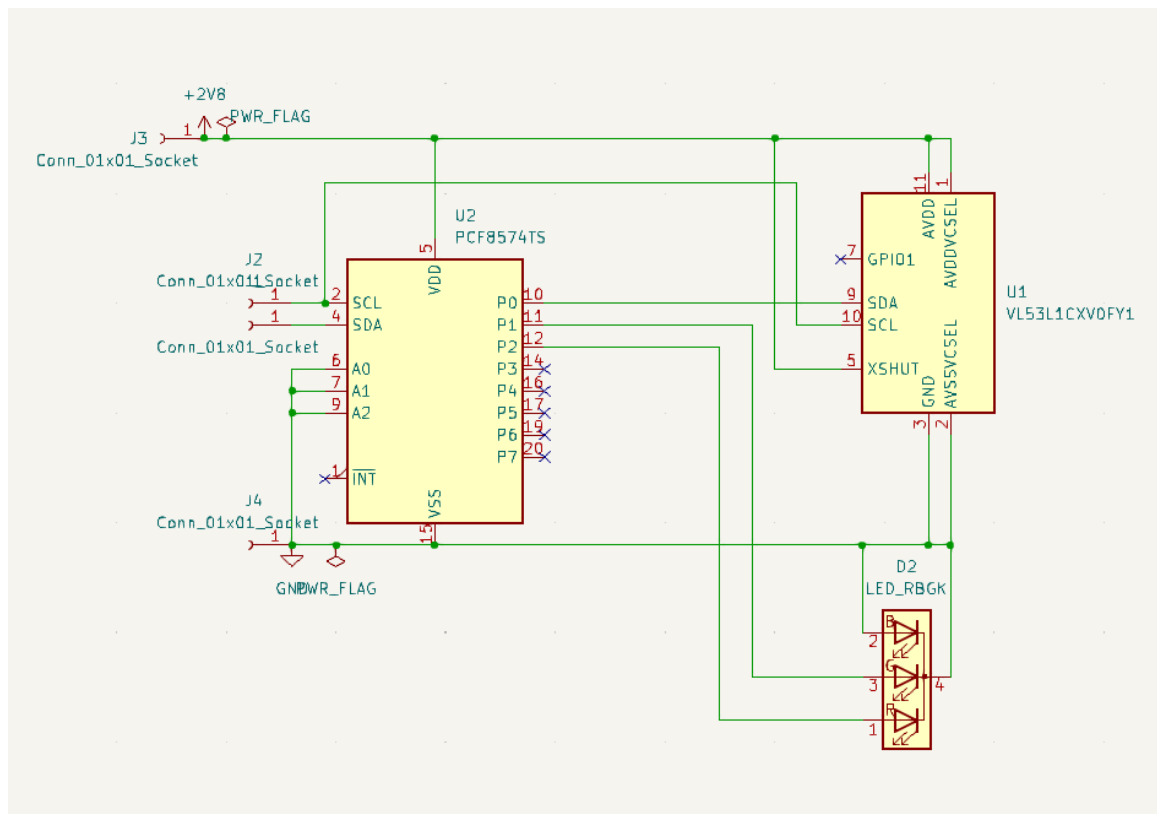 +2V8
PWR_FLAG
J3
1
Conn_01x01_Socket
11
1
AVDD
AVDDVCSEL
U2
PCF8574TS
5
VDD
7
GPIO1
J2
Conn_01x01_Socket
1
2
SCL
P0
10
9
SDA
U1
VL53L1CXV0FY1
1
4
SDA
P1
11
10
SCL
Conn_01x01_Socket
P2
12
6
A0
P3
14
5
XSHUT
7
A1
P4
16
9
A2
P5
17
GND
AVSSVCSEL
P6
19
3
2
P7
20
1
INT
VSS
J4
Conn_01x01_Socket
1
15
GND
PWR_FLAG
D2
LED_RBGK
B
2
G
3
4
R
1